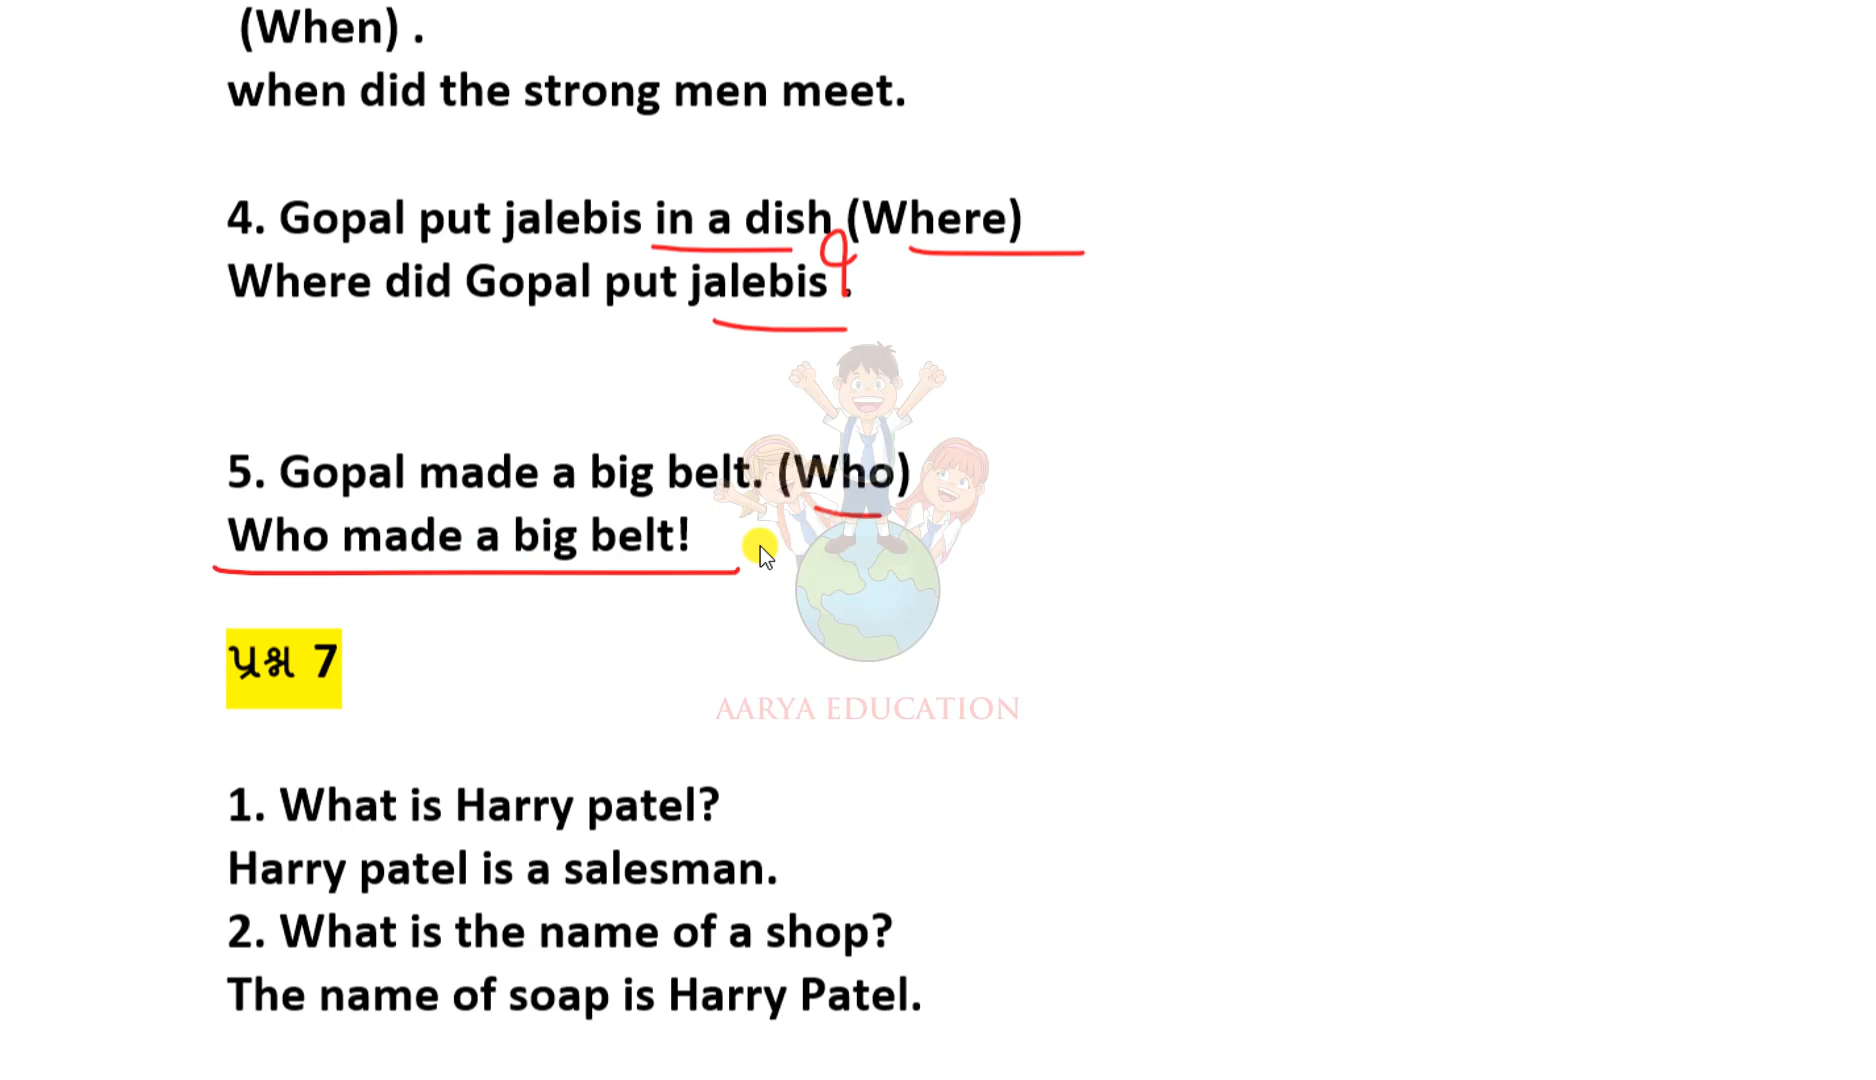 (When) .
when did the strong men meet.
4. Gopal put jalebis in a dish (Where)
Where did Gopal put jalebis .
5. Gopal made a big belt. (Who)
Who made a big belt!
પ્રશ્ન 7
AARYA EDUCATION
1. What is Harry patel?
Harry patel is a salesman.
2. What is the name of a shop?
The name of soap is Harry Patel.